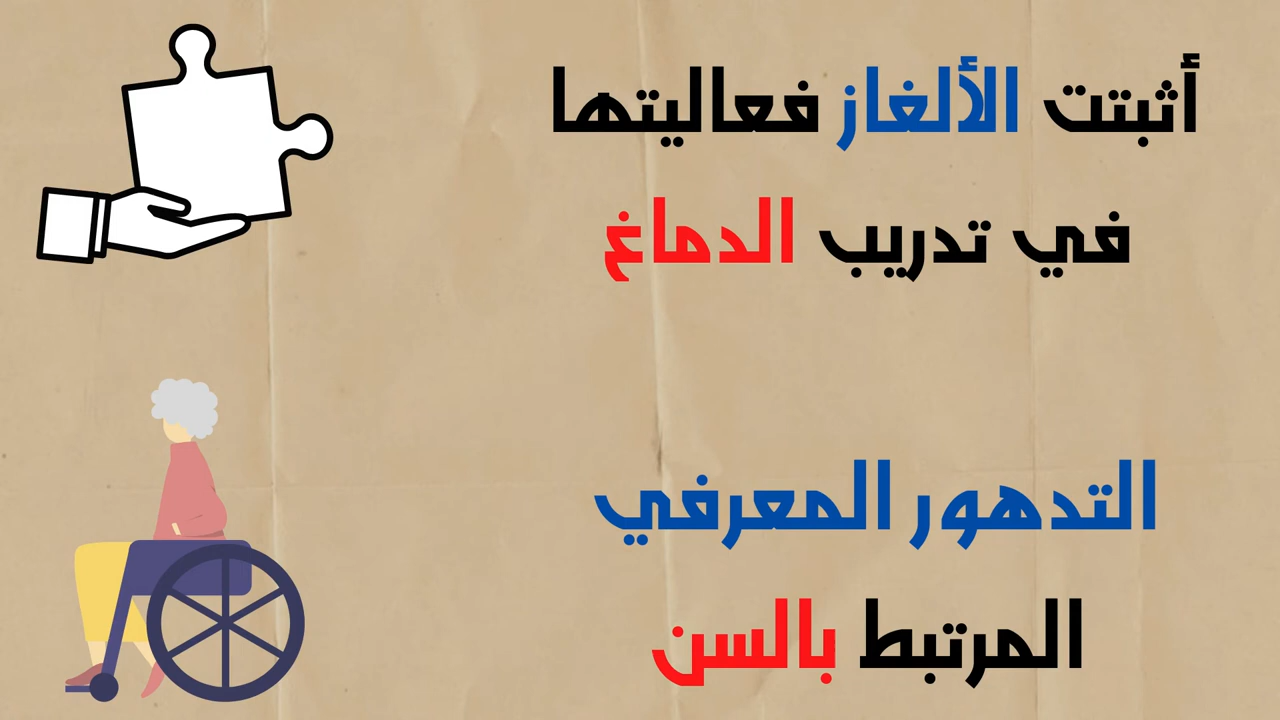 أثبتت الألغاز فعاليتها
في تدريب الدماغ
التدهور المعرفي
المرتبط بالسن